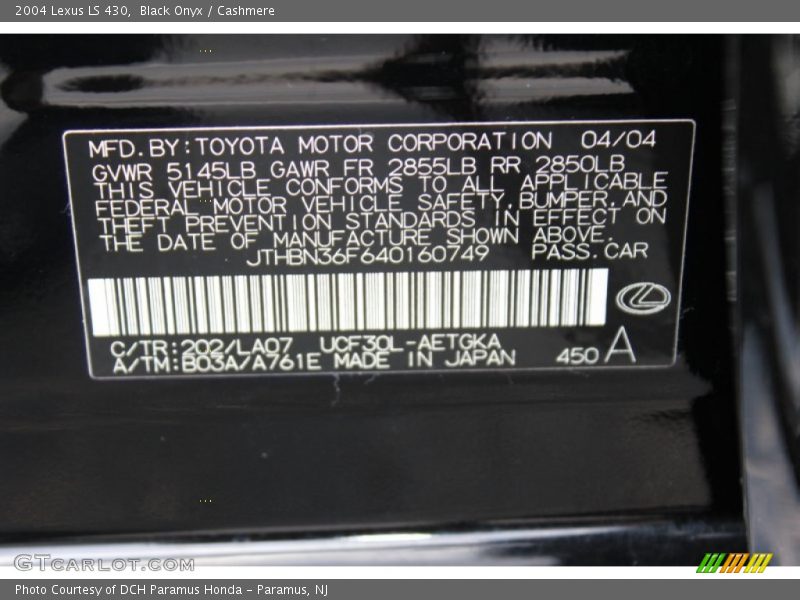 2004 Lexus LS 430, Black Onyx / Cashmere
MFD. BY: TOYOTA MOTOR CORPORATION 04/04
GVWR 5145LB GAWR FR 2855LB RR 2850LB
THIS VEHICLE CONFORMS TO ALL APPLICABLE
FEDERAL MOTOR VEHICLE SAFETY, BUMPER, AND
THEFT PREVENTION STANDARDS IN EFFECT ON
THE DATE OF MANUFACTURE SHOWN ABOVE.
JTHBN36F640160749 PASS. CAR
C/TR: 202/LA07 UCF30L-AETGKA
A/TM: B03A/A761E MADE IN JAPAN 450 A
GTcarlot.com
Photo Courtesy of DCH Paramus Honda - Paramus, NJ